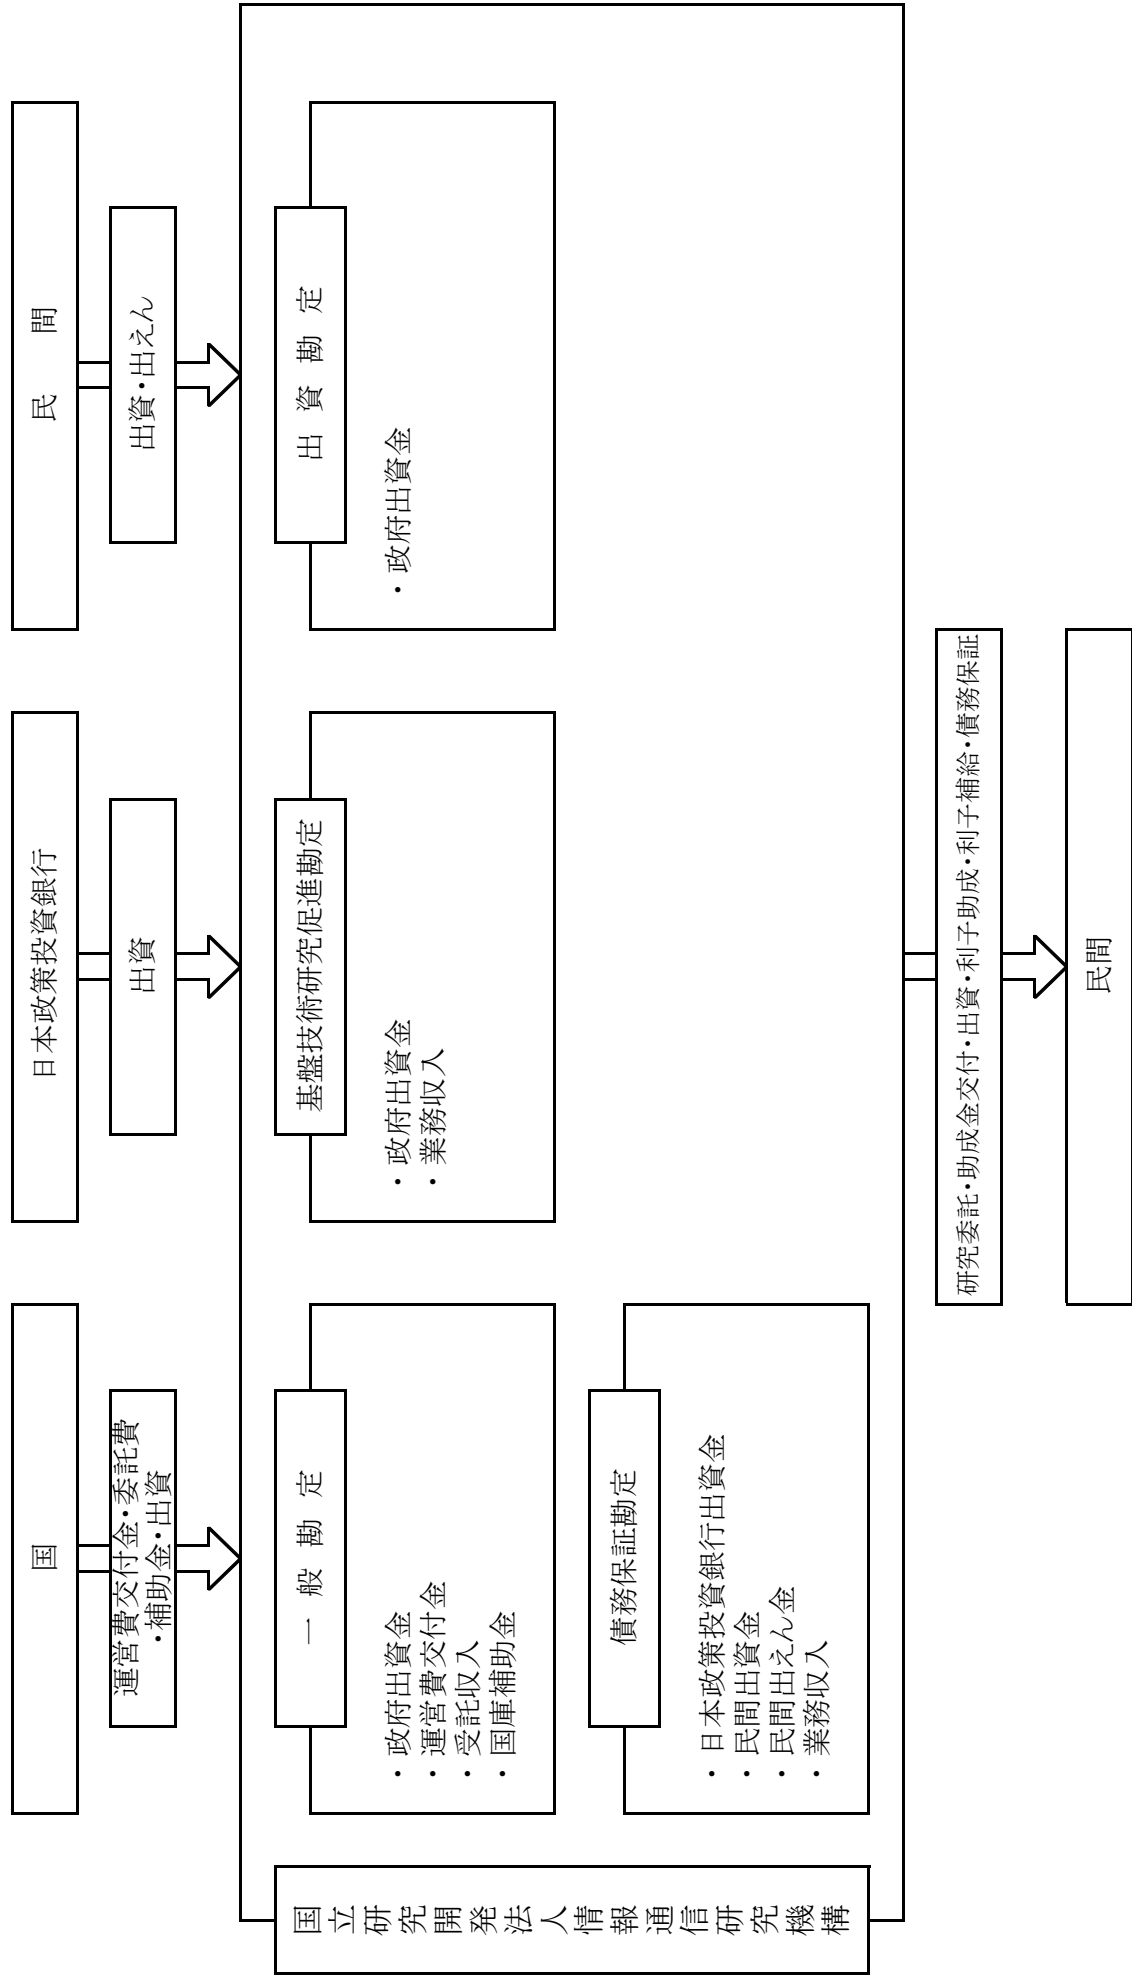 国
日本政策投資銀行
民　間
運営費交付金・委託費
・補助金・出資
出資
出資・出えん
国立研究開発法人情報通信研究機構
一般勘定
・政府出資金
・運営費交付金
・受託収入
・国庫補助金
基盤技術研究促進勘定
・政府出資金
・業務収入
出資勘定
・政府出資金
債務保証勘定
・日本政策投資銀行出資金
・民間出資金
・民間出えん金
・業務収入
研究委託・助成金交付・出資・利子助成・利子補給・債務保証
民間